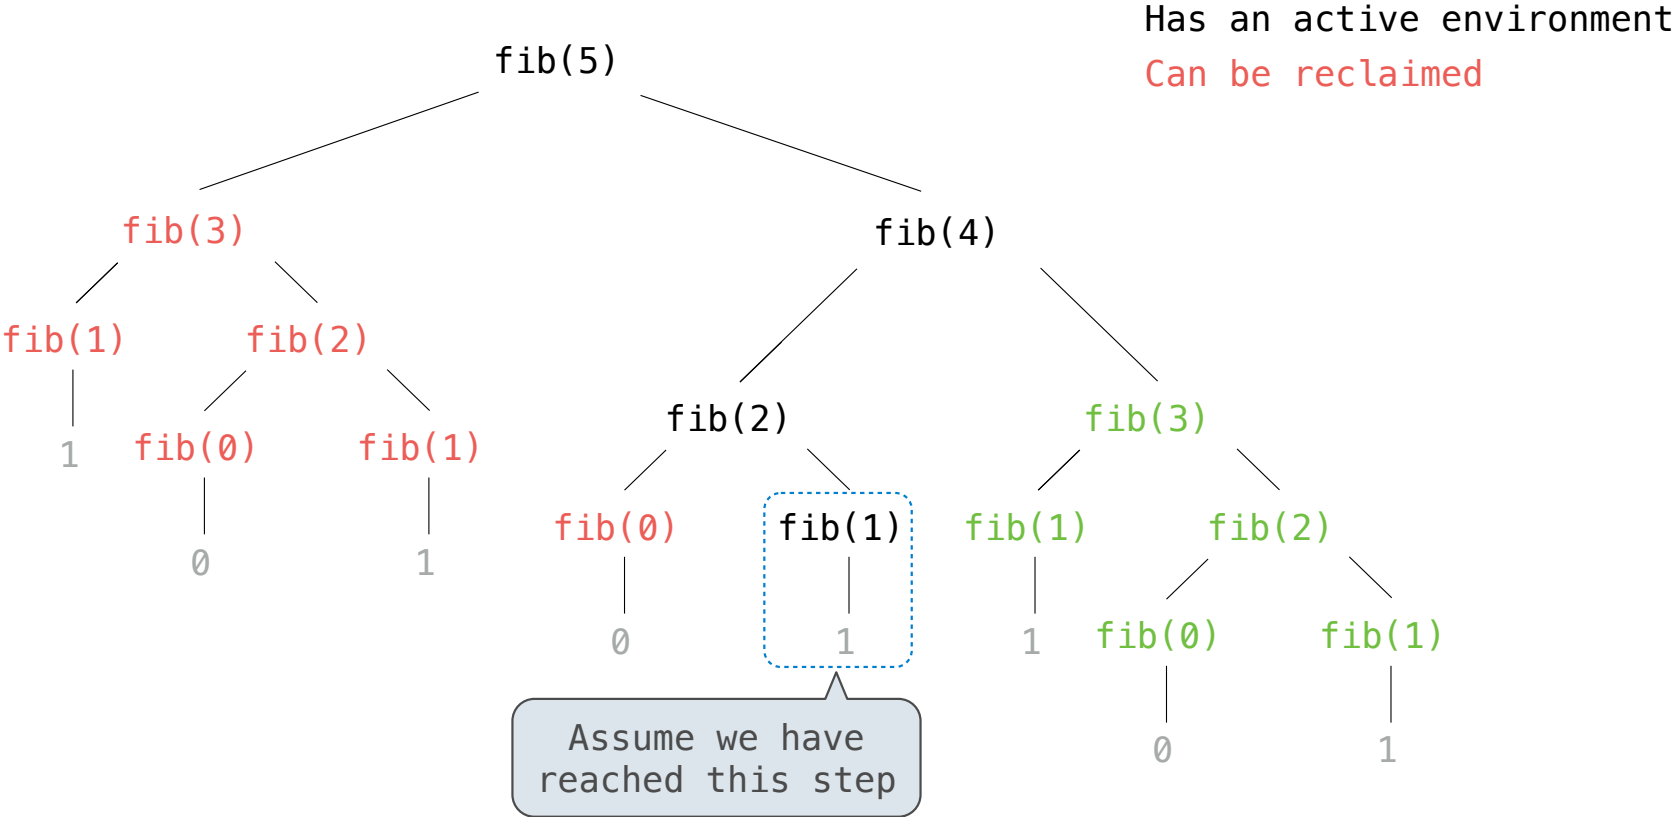 Has an active environment
fib(5)
Can be reclaimed
fib(3)
fib(4)
fib(1)
fib(2)
fib(2)
fib(3)
1
fib(0)
fib(1)
fib(0)
fib(1)
fib(1)
fib(2)
0
1
0
1
1
fib(0)
fib(1)
Assume we have
reached this step
0
1